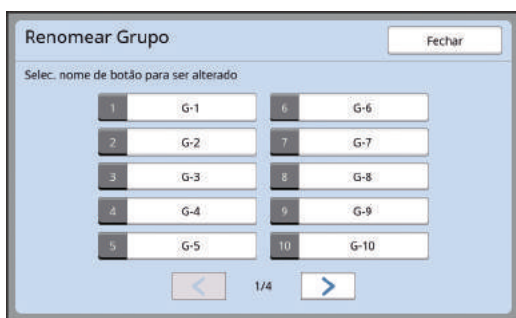 Renomear Grupo
Fechar
Selec. nome de botão para ser alterado
1 G-1
2 G-2
3 G-3
4 G-4
5 G-5
6 G-6
7 G-7
8 G-8
9 G-9
10 G-10
< 1/4 >